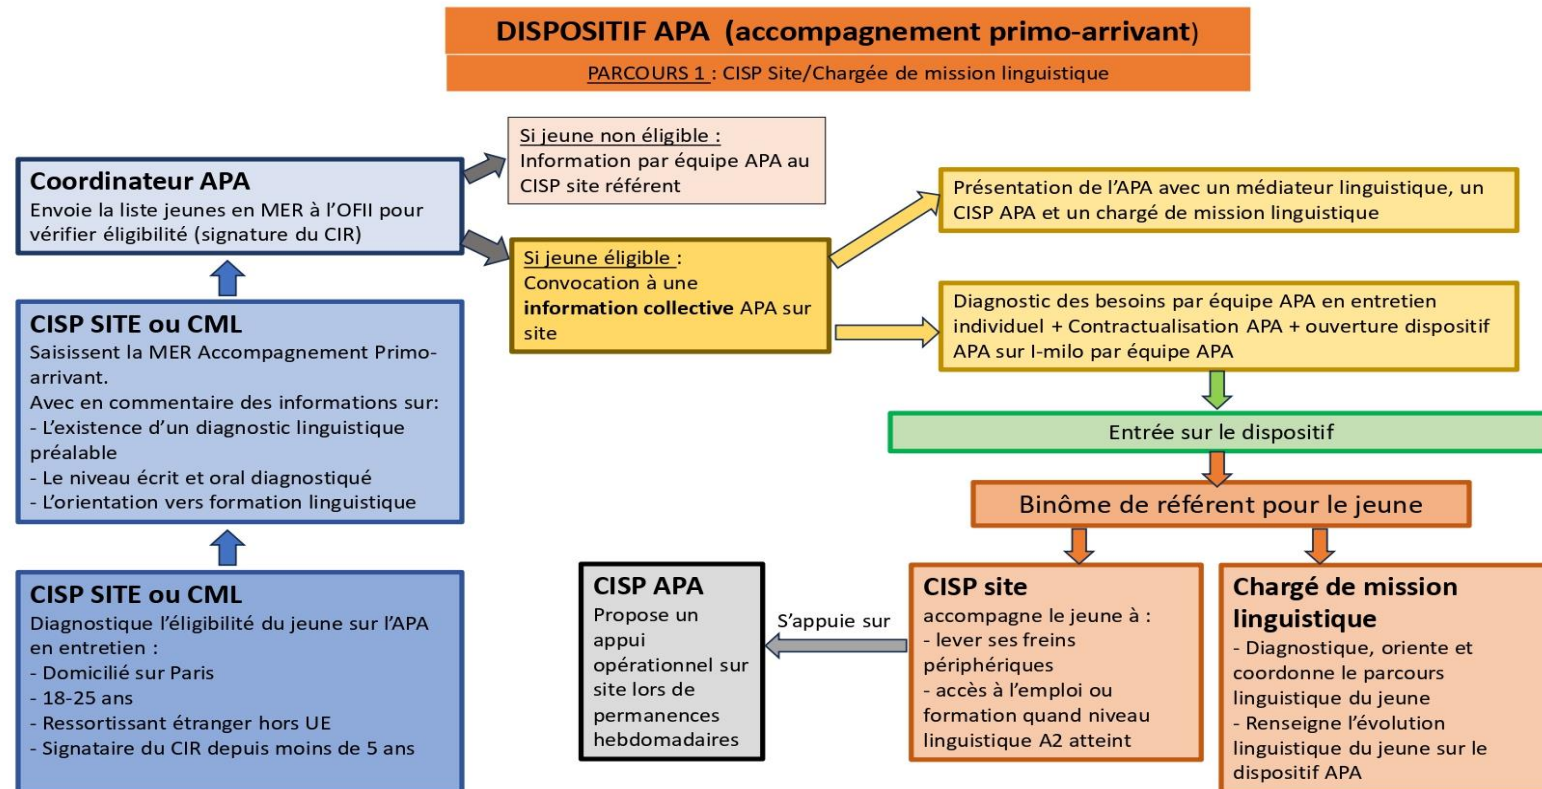 DISPOSITIF APA (accompagnement primo-arrivant)
PARCOURS 1 : CISP Site/Chargée de mission linguistique
Coordinateur APA
Envoie la liste jeunes en MER à l'OFII pour
vérifier éligibilité (signature du CIR)
Si jeune non éligible :
Information par équipe APA au
CISP site référent
Si jeune éligible :
Convocation à une
information collective APA sur
site
Présentation de l'APA avec un médiateur linguistique, un
CISP APA et un chargé de mission linguistique
Diagnostic des besoins par équipe APA en entretien
individuel + Contractualisation APA + ouverture dispositif
APA sur I-milo par équipe APA
CISP SITE ou CML
Saisissent la MER Accompagnement Primo-
arrivant.
Avec en commentaire des informations sur:
- L'existence d'un diagnostic linguistique
préalable
- Le niveau écrit et oral diagnostiqué
- L'orientation vers formation linguistique
CISP SITE ou CML
Diagnostique l'éligibilité du jeune sur l'APA
en entretien :
- Domicilié sur Paris
- 18-25 ans
- Ressortissant étranger hors UE
- Signataire du CIR depuis moins de 5 ans
Entrée sur le dispositif
Binôme de référent pour le jeune
CISP APA
Propose un
appui
opérationnel sur
site lors de
permanences
hebdomadaires
S'appuie sur
CISP site
accompagne le jeune à :
- lever ses freins
périphériques
- accès à l'emploi ou
formation quand niveau
linguistique A2 atteint
Chargé de mission
linguistique
- Diagnostique, oriente et
coordonne le parcours
linguistique du jeune
- Renseigne l'évolution
linguistique du jeune sur le
dispositif APA